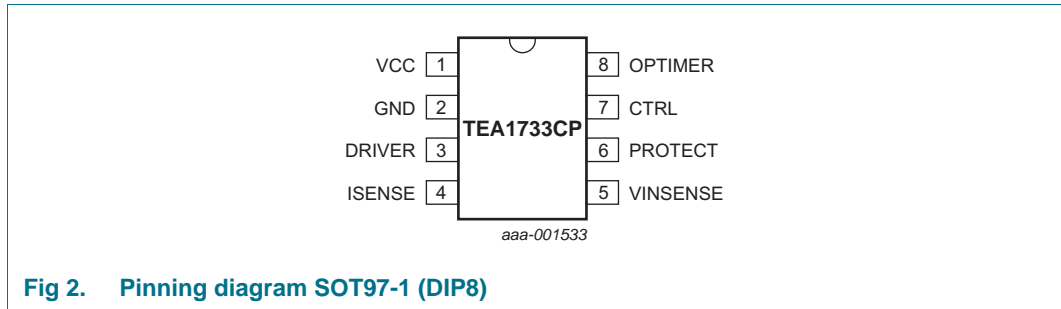 VCC 1 8 OPTIMER
GND 2 7 CTRL
TEA1733CP
DRIVER 3 6 PROTECT
ISENSE 4 5 VINSENSE
aaa-001533
Fig 2. Pinning diagram SOT97-1 (DIP8)